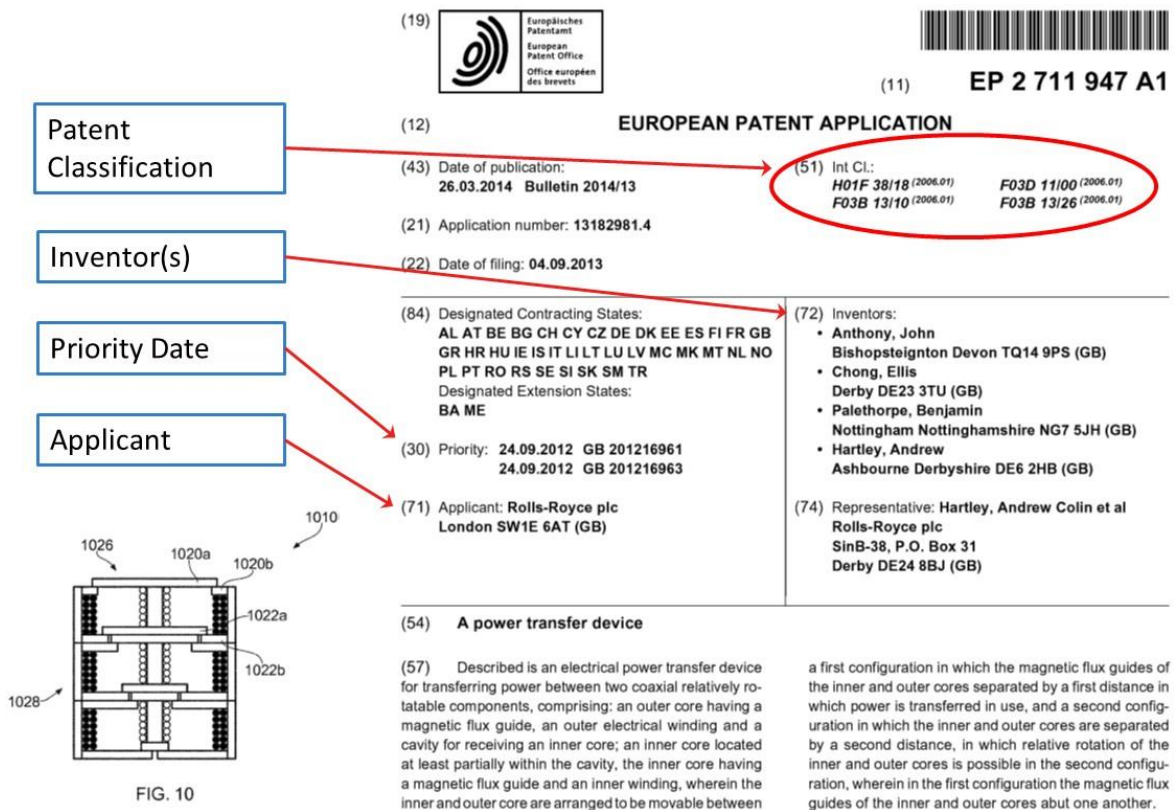 (19)
Europäisches
Patentamt
European
Patent Office
Office européen
des brevets
(11) EP 2 711 947 A1
(12) EUROPEAN PATENT APPLICATION
Patent
Classification
Inventor(s)
Priority Date
Applicant
(43) Date of publication:
26.03.2014 Bulletin 2014/13
(21) Application number: 13182981.4
(22) Date of filing: 04.09.2013
(51) Int Cl.:
H01F 38/18 (2006.01) F03D 11/00 (2006.01)
F03B 13/10 (2006.01) F03B 13/26 (2006.01)
(84) Designated Contracting States:
AL AT BE BG CH CY CZ DE DK EE ES FI FR GB
GR HR HU IE IS IT LI LT LU LV MC MK MT NL NO
PL PT RO RS SE SI SK SM TR
Designated Extension States:
BA ME
(30) Priority: 24.09.2012 GB 201216961
24.09.2012 GB 201216963
(71) Applicant: Rolls-Royce plc
London SW1E 6AT (GB)
(72) Inventors:
• Anthony, John
Bishopsteignton Devon TQ14 9PS (GB)
• Chong, Ellis
Derby DE23 3TU (GB)
• Palethorpe, Benjamin
Nottingham Nottinghamshire NG7 5JH (GB)
• Hartley, Andrew
Ashbourne Derbyshire DE6 2HB (GB)
(74) Representative: Hartley, Andrew Colin et al
Rolls-Royce plc
SinB-38, P.O. Box 31
Derby DE24 8BJ (GB)
1010
1026
1020a
1020b
1022a
1022b
1028
FIG. 10
(54) A power transfer device
(57) Described is an electrical power transfer device
for transferring power between two coaxial relatively ro-
tatable components, comprising: an outer core having a
magnetic flux guide, an outer electrical winding and a
cavity for receiving an inner core; an inner core located
at least partially within the cavity, the inner core having
a magnetic flux guide and an inner winding, wherein the
inner and outer core are arranged to be movable between
a first configuration in which the magnetic flux guides of
the inner and outer cores separated by a first distance in
which power is transferred in use, and a second config-
uration in which the inner and outer cores are separated
by a second distance, in which relative rotation of the
inner and outer cores is possible in the second configu-
ration, wherein in the first configuration the magnetic flux
guides of the inner and outer cores abut one another.